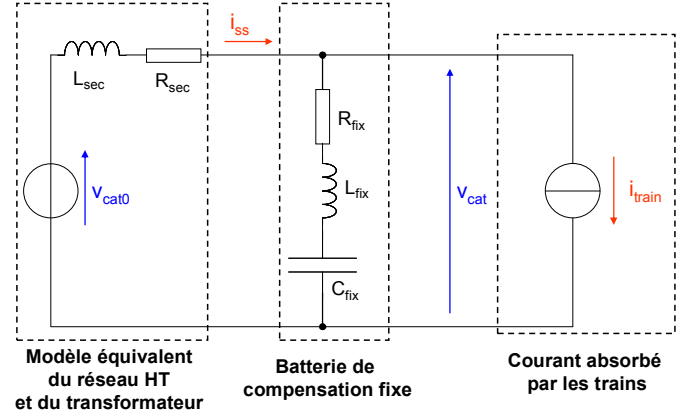 i_ss
L_sec
R_sec
R_fix
L_fix
C_fix
v_cat0
v_cat
i_train
Modèle équivalent
du réseau HT
et du transformateur
Batterie de
compensation fixe
Courant absorbé
par les trains